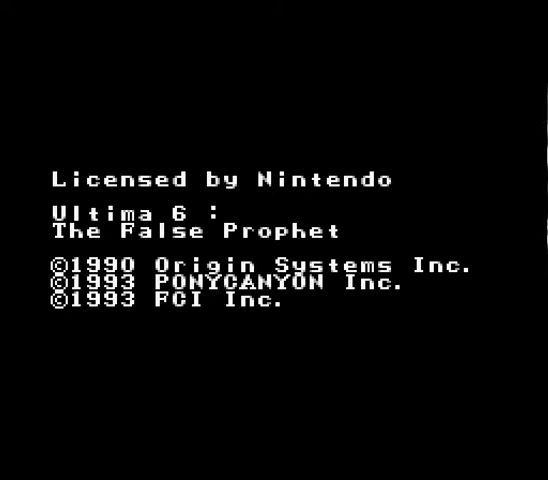 Licensed by Nintendo
Ultima 6 :
The False Prophet
©1990 Origin Systems Inc.
©1993 PONYCANYON Inc.
©1993 FCI Inc.